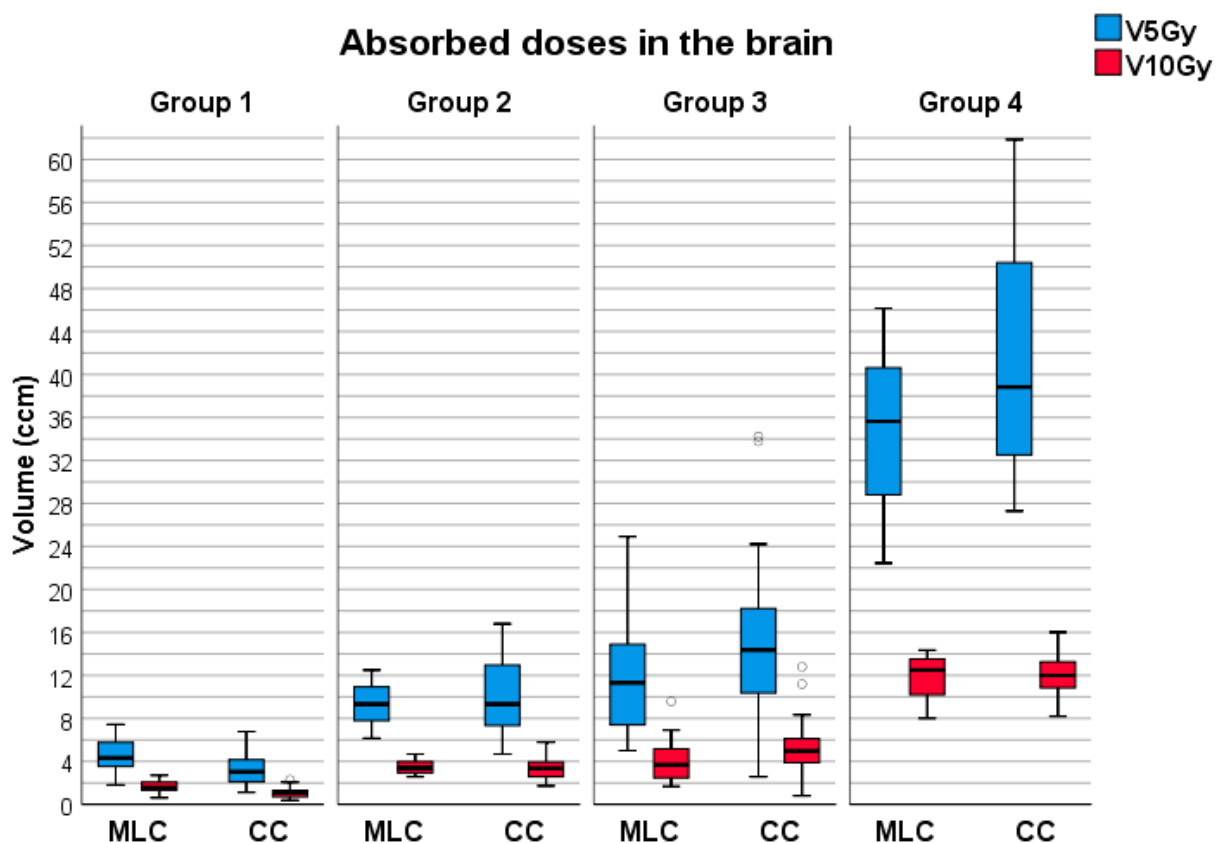 Absorbed doses in the brain
V5Gy
V10Gy
Group 1 Group 2 Group 3 Group 4
Volume (ccm)
60
56
52
48
44
40
36
32
28
24
20
16
12
8
4
0
MLC CC MLC CC MLC CC MLC CC